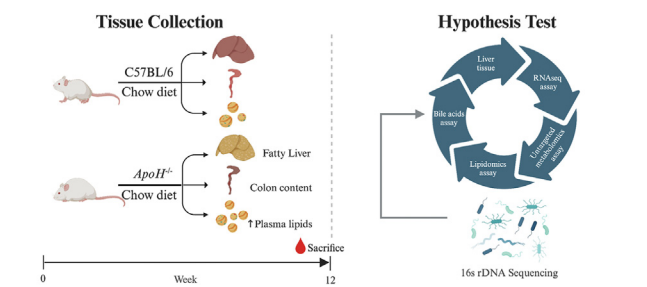 Tissue Collection
C57BL/6
Chow diet
ApoH-/-
Chow diet
Fatty Liver
Colon content
↑Plasma lipids
Sacrifice
0
Week
12
Hypothesis Test
Liver
tissue
RNAseq
assay
Untargeted
metabolomics
assay
Lipidomics
assay
Bile acids
assay
16s rDNA Sequencing